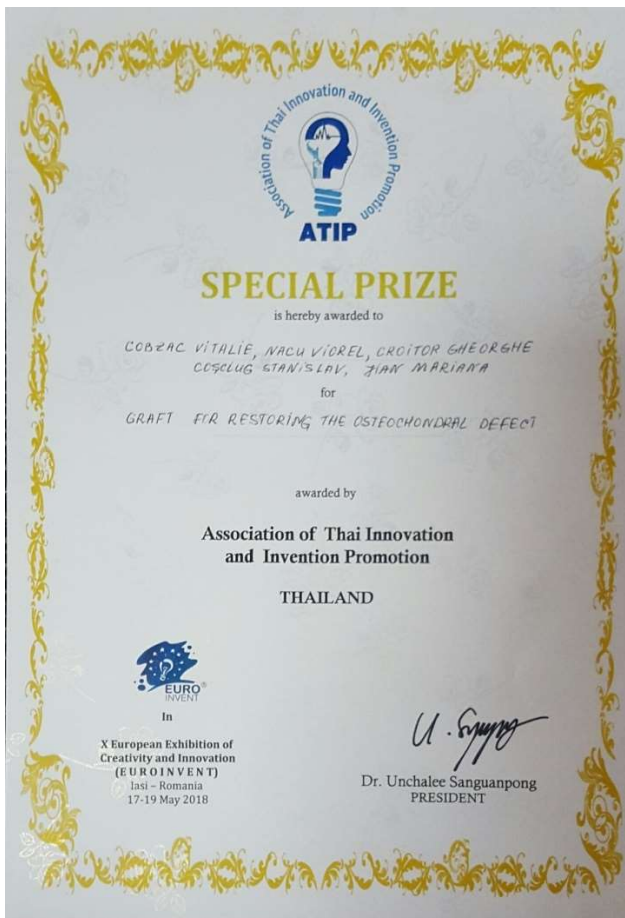 Association of Thai Innovation and Invention Promotion
ATIP
SPECIAL PRIZE
is hereby awarded to
COBZAC VITALIE, NACU VIOREL, CROITOR GHEORGHE
COȘCIUG STANISLAV, JIAN MARIANA
for
GRAFT FOR RESTORING THE OSTEOCHONDRAL DEFECT
awarded by
Association of Thai Innovation
and Invention Promotion
THAILAND
EURO®
INVENT
In
X European Exhibition of
Creativity and Innovation
(EUROINVENT)
Iasi – Romania
17-19 May 2018
Dr. Unchalee Sanguanpong
PRESIDENT